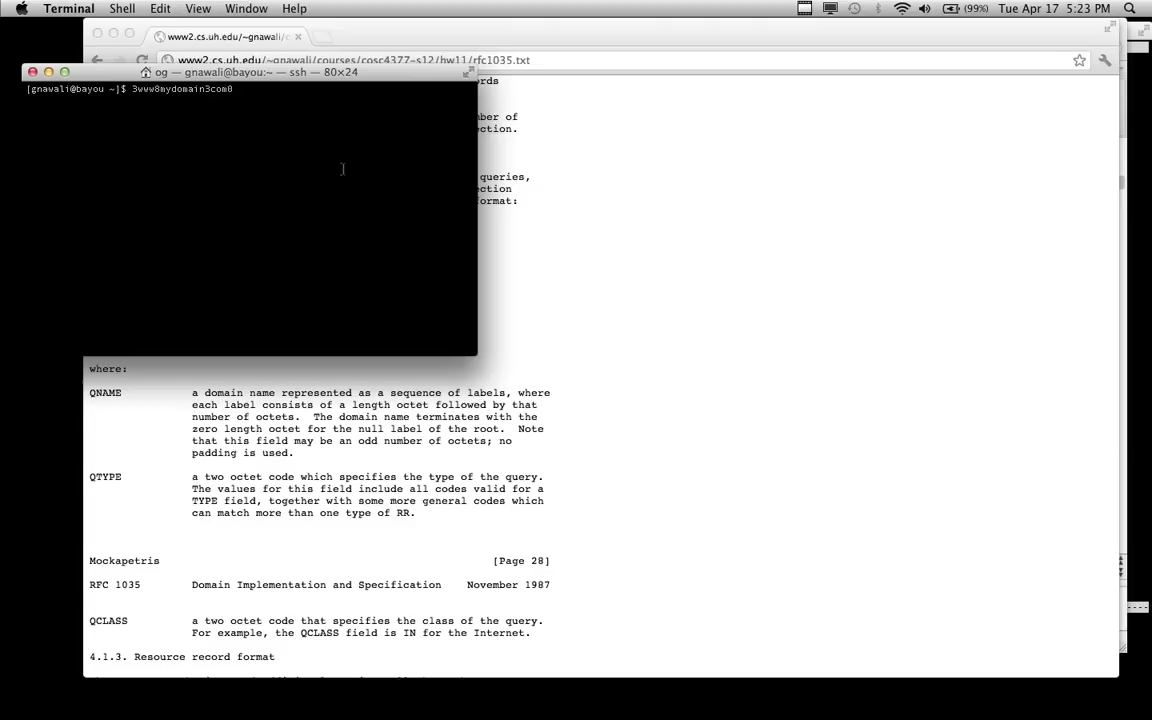 Terminal Shell Edit View Window Help (99%) Tue Apr 17 5:23 PM
www2.cs.uh.edu/~gnawali/c
www2.cs.uh.edu/~gnawali/courses/cosc4377-s12/hw11/rfc1035.txt
og — gnawali@bayou:~ — ssh — 80×24
[gnawali@bayou ~]$ 3www8mydomain3com0
ords
ber of
ction.
queries,
ection
format:
where:
QNAME a domain name represented as a sequence of labels, where
each label consists of a length octet followed by that
number of octets. The domain name terminates with the
zero length octet for the null label of the root. Note
that this field may be an odd number of octets; no
padding is used.
QTYPE a two octet code which specifies the type of the query.
The values for this field include all codes valid for a
TYPE field, together with some more general codes which
can match more than one type of RR.
Mockapetris [Page 28]
RFC 1035 Domain Implementation and Specification November 1987
QCLASS a two octet code that specifies the class of the query.
For example, the QCLASS field is IN for the Internet.
4.1.3. Resource record format